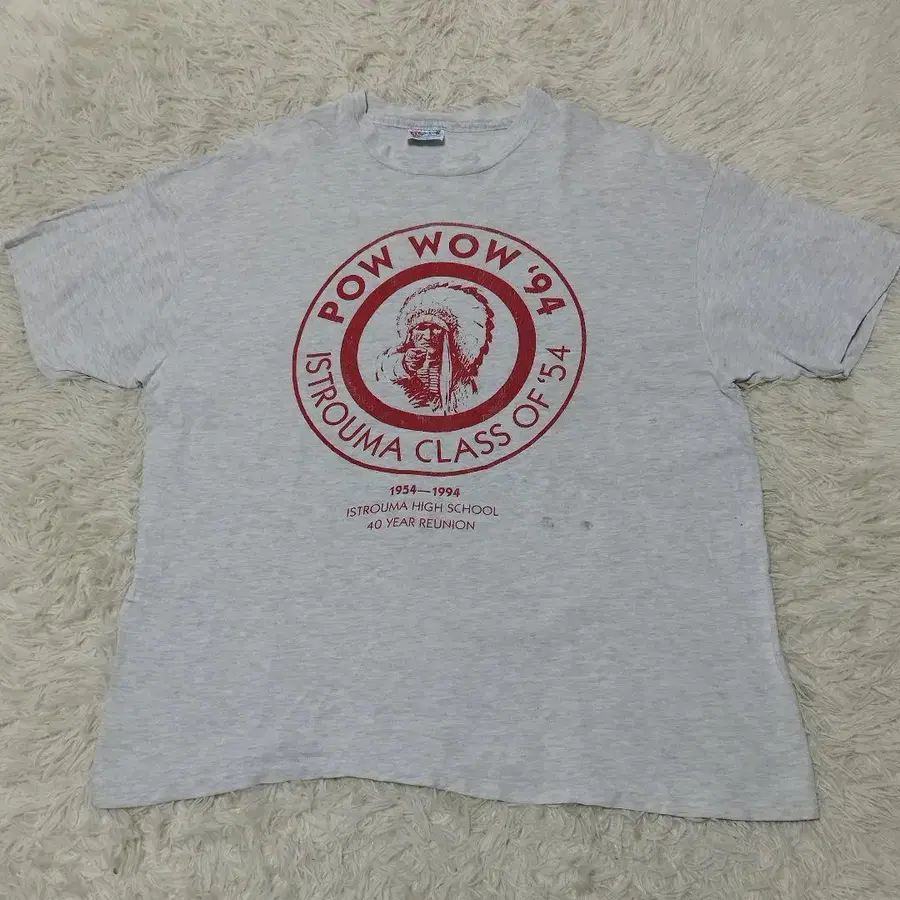 POW WOW '94
ISTROUMA CLASS OF '54
1954—1994
ISTROUMA HIGH SCHOOL
40 YEAR REUNION